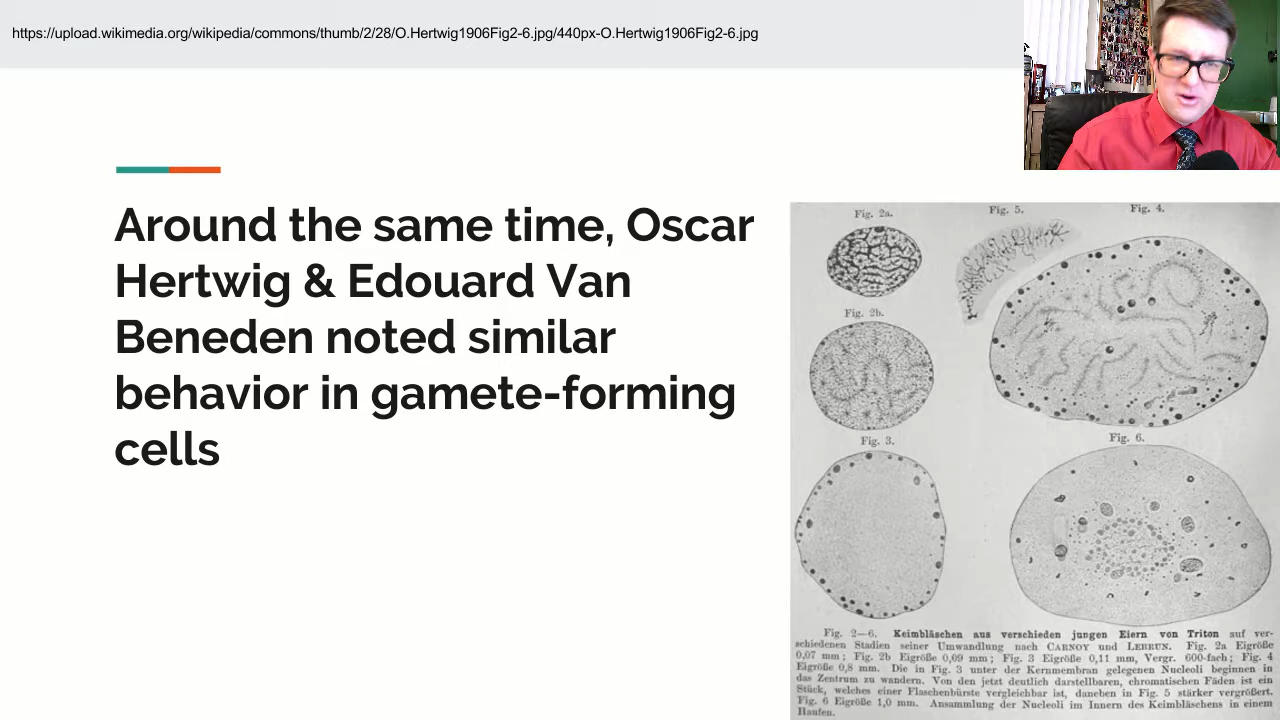 https://upload.wikimedia.org/wikipedia/commons/thumb/2/28/O.Hertwig1906Fig2-6.jpg/440px-O.Hertwig1906Fig2-6.jpg
Around the same time, Oscar
Hertwig & Edouard Van
Beneden noted similar
behavior in gamete-forming
cells
Fig. 2a.
Fig. 5.
Fig. 4.
Fig. 2b.
Fig. 3.
Fig. 6.
Fig. 2—6. Keimbläschen aus verschieden jungen Eiern von Triton auf ver-
schiedenen Stadien seiner Umwandlung nach CARNOY und LEBRUN. Fig. 2a Eigröße
0,07 mm; Fig. 2b Eigröße 0,09 mm; Fig. 3 Eigröße 0,11 mm, Vergr. 600-fach; Fig. 4
Eigröße 0,8 mm. Die in Fig. 3 unter der Kernmembran gelegenen Nucleoli beginnen in
das Zentrum zu wandern. Von den jetzt deutlich darstellbaren, chromatischen Fäden ist ein
Stück, welches einer Flaschenbürste vergleichbar ist, daneben in Fig. 5 stärker vergrößert.
Fig. 6 Eigröße 1,0 mm. Ansammlung der Nucleoli im Innern des Keimbläschens in einem
Haufen.